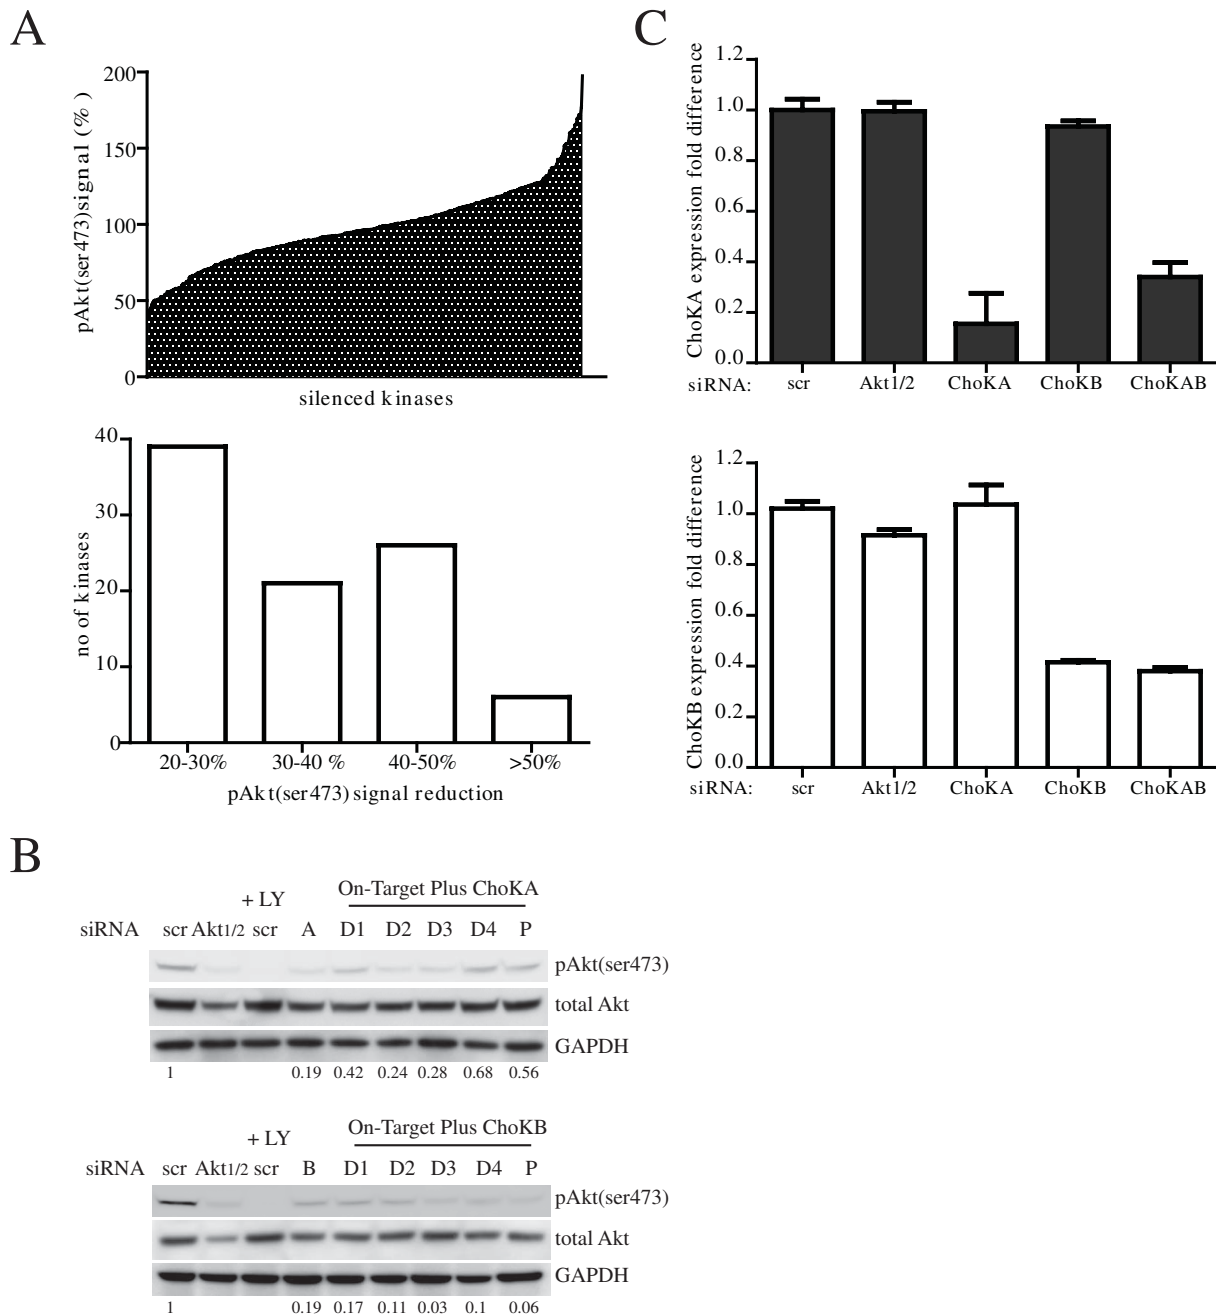 A
pAkt(ser473)signal (%)
200
150
100
50
0
silenced kinases
no of kinases
40
30
20
10
0
20-30% 30-40 % 40-50% >50%
pAkt(ser473) signal reduction
C
ChoKA expression fold difference
1.2
1.0
0.8
0.6
0.4
0.2
0.0
siRNA: scr Akt1/2 ChoKA ChoKB ChoKAB
ChoKB expression fold difference
1.2
1.0
0.8
0.6
0.4
0.2
0.0
siRNA: scr Akt1/2 ChoKA ChoKB ChoKAB
B
On-Target Plus ChoKA
+ LY
siRNA scr Akt1/2 scr A D1 D2 D3 D4 P
pAkt(ser473)
total Akt
GAPDH
1 0.19 0.42 0.24 0.28 0.68 0.56
On-Target Plus ChoKB
+ LY
siRNA scr Akt1/2 scr B D1 D2 D3 D4 P
pAkt(ser473)
total Akt
GAPDH
1 0.19 0.17 0.11 0.03 0.1 0.06